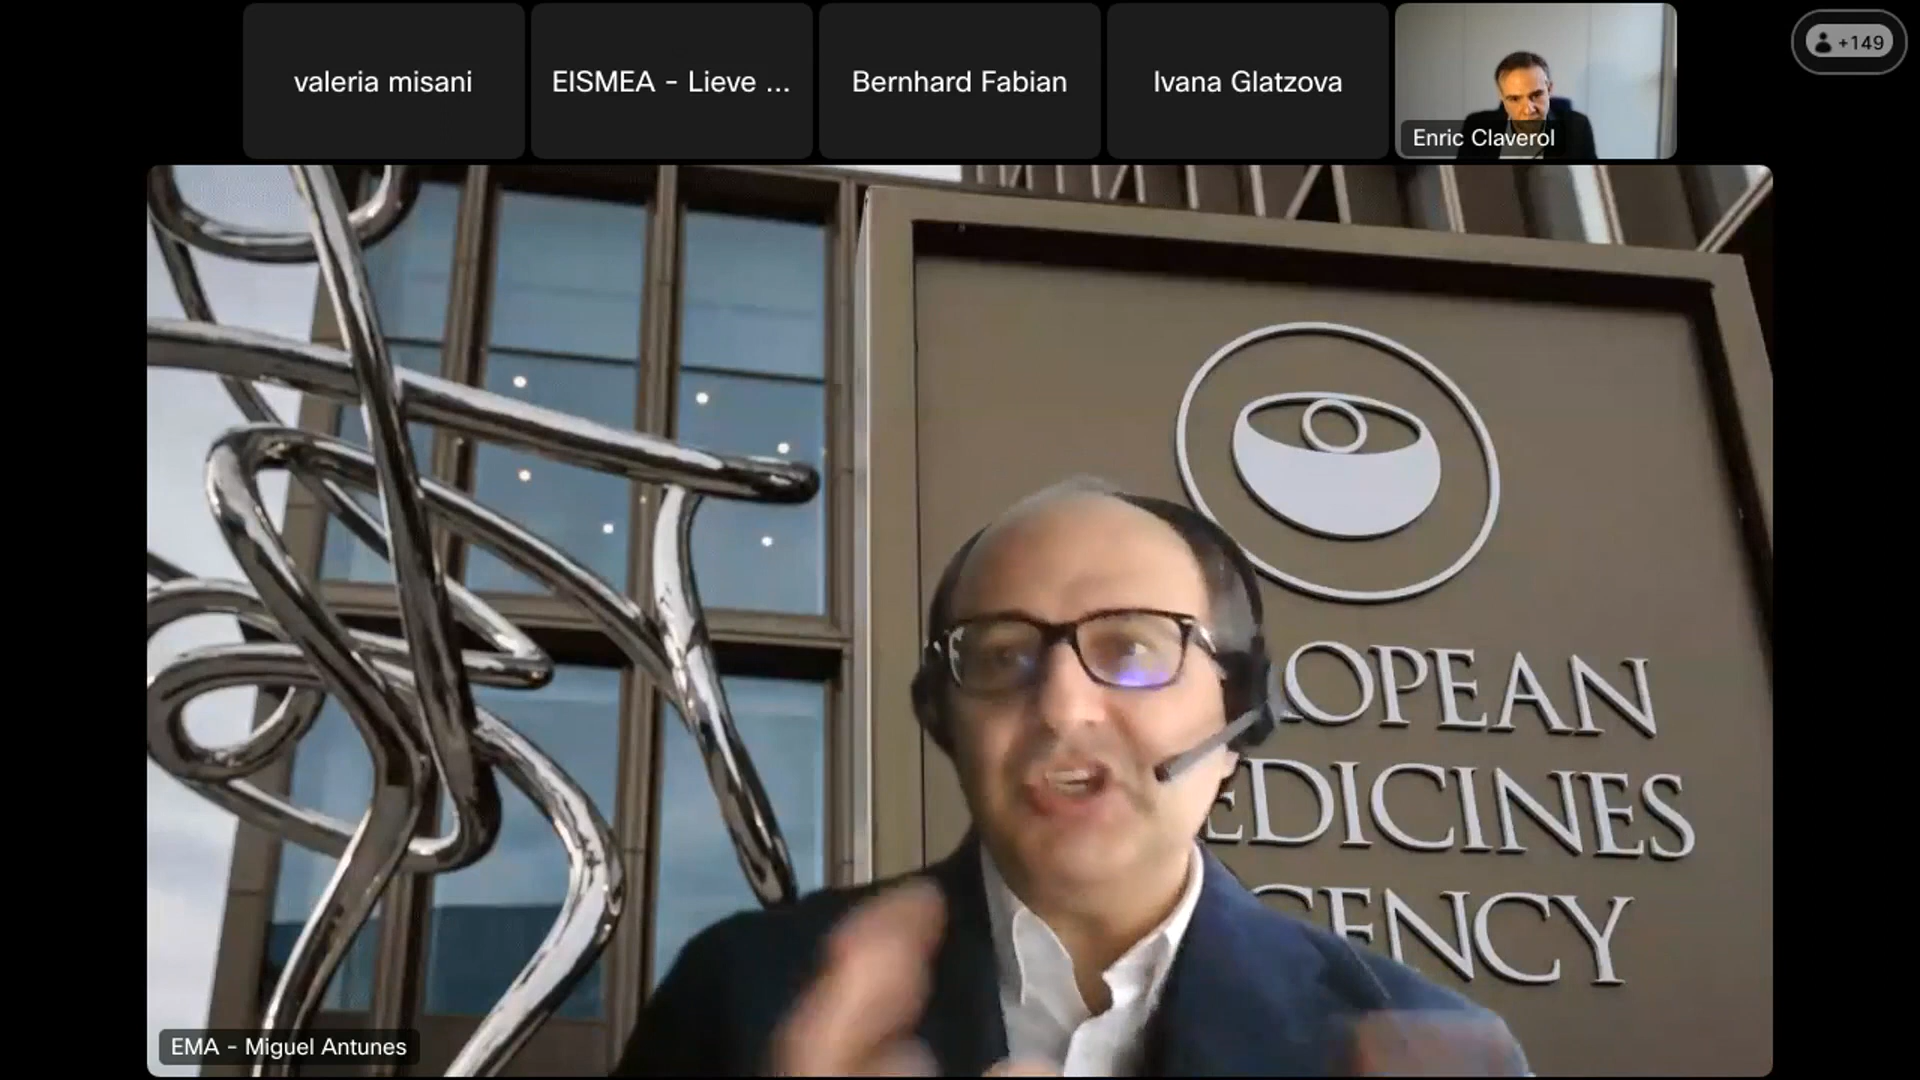 valeria misani
EISMEA - Lieve ...
Bernhard Fabian
Ivana Glatzova
Enric Claverol
+149
OPEAN
EDICINES
ENCY
EMA - Miguel Antunes